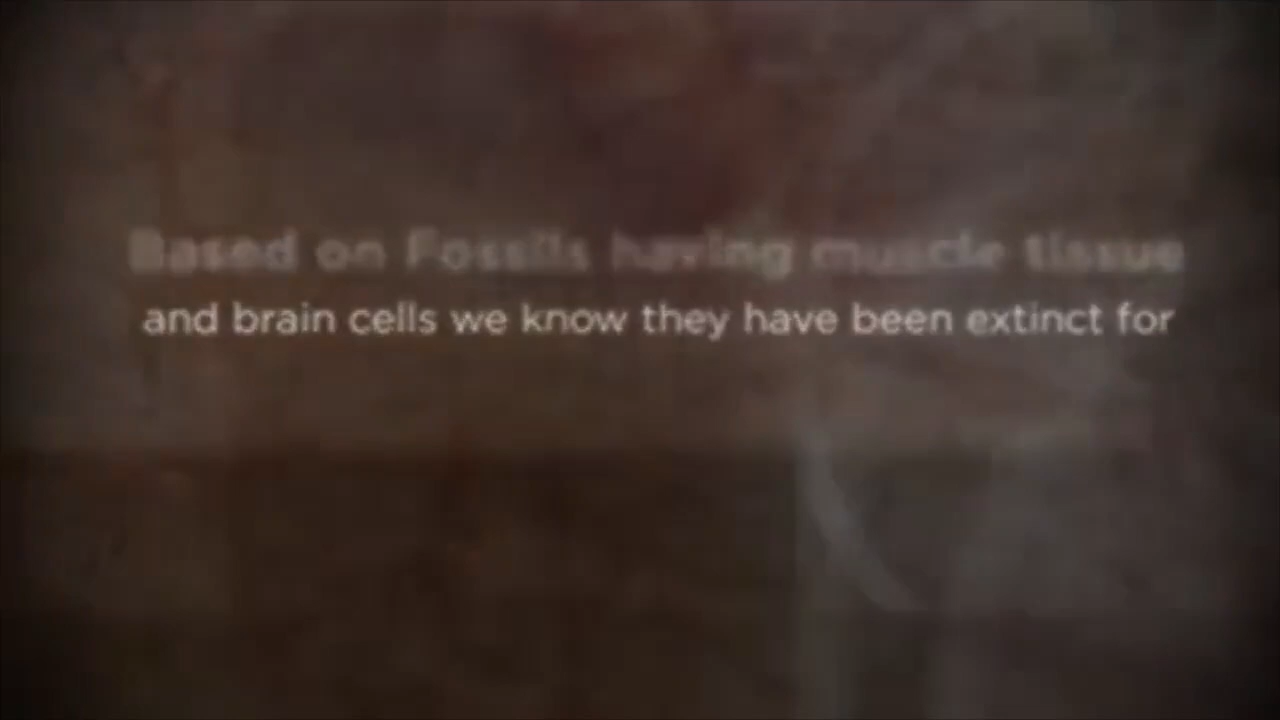 Based on Fossils having muscle tissue
and brain cells we know they have been extinct for